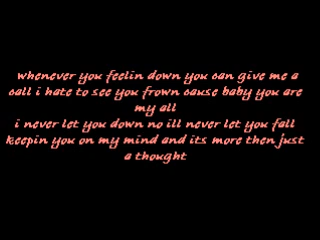 whenever you feelin down you can give me a
call i hate to see you frown cause baby you are
my all
i never let you down no ill never let you fall
keepin you on my mind and its more then just
a thought